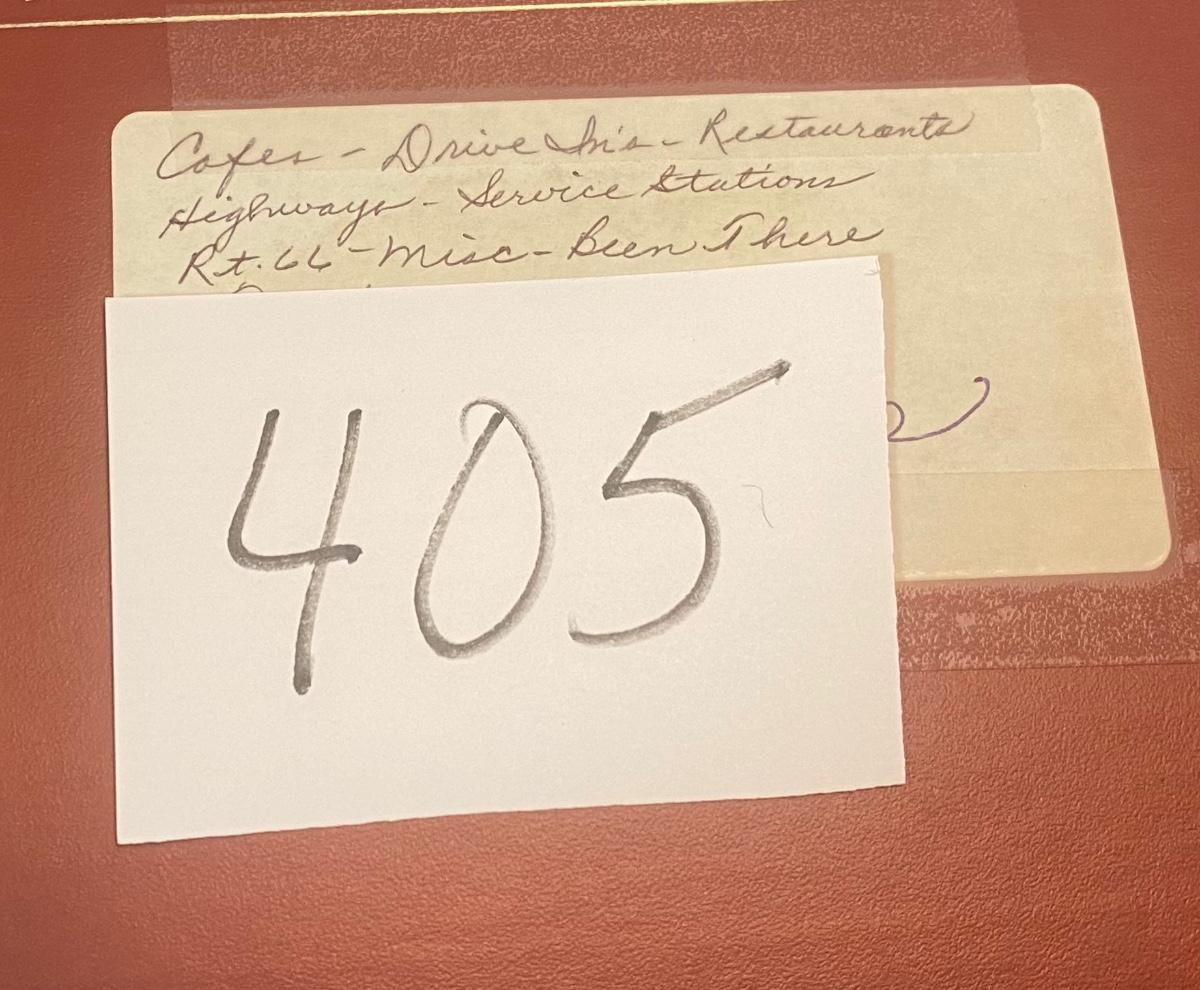 Cafes - Drive In's - Restaurants
Highways - Service Stations
Rt. 66 - Misc - Been There
405